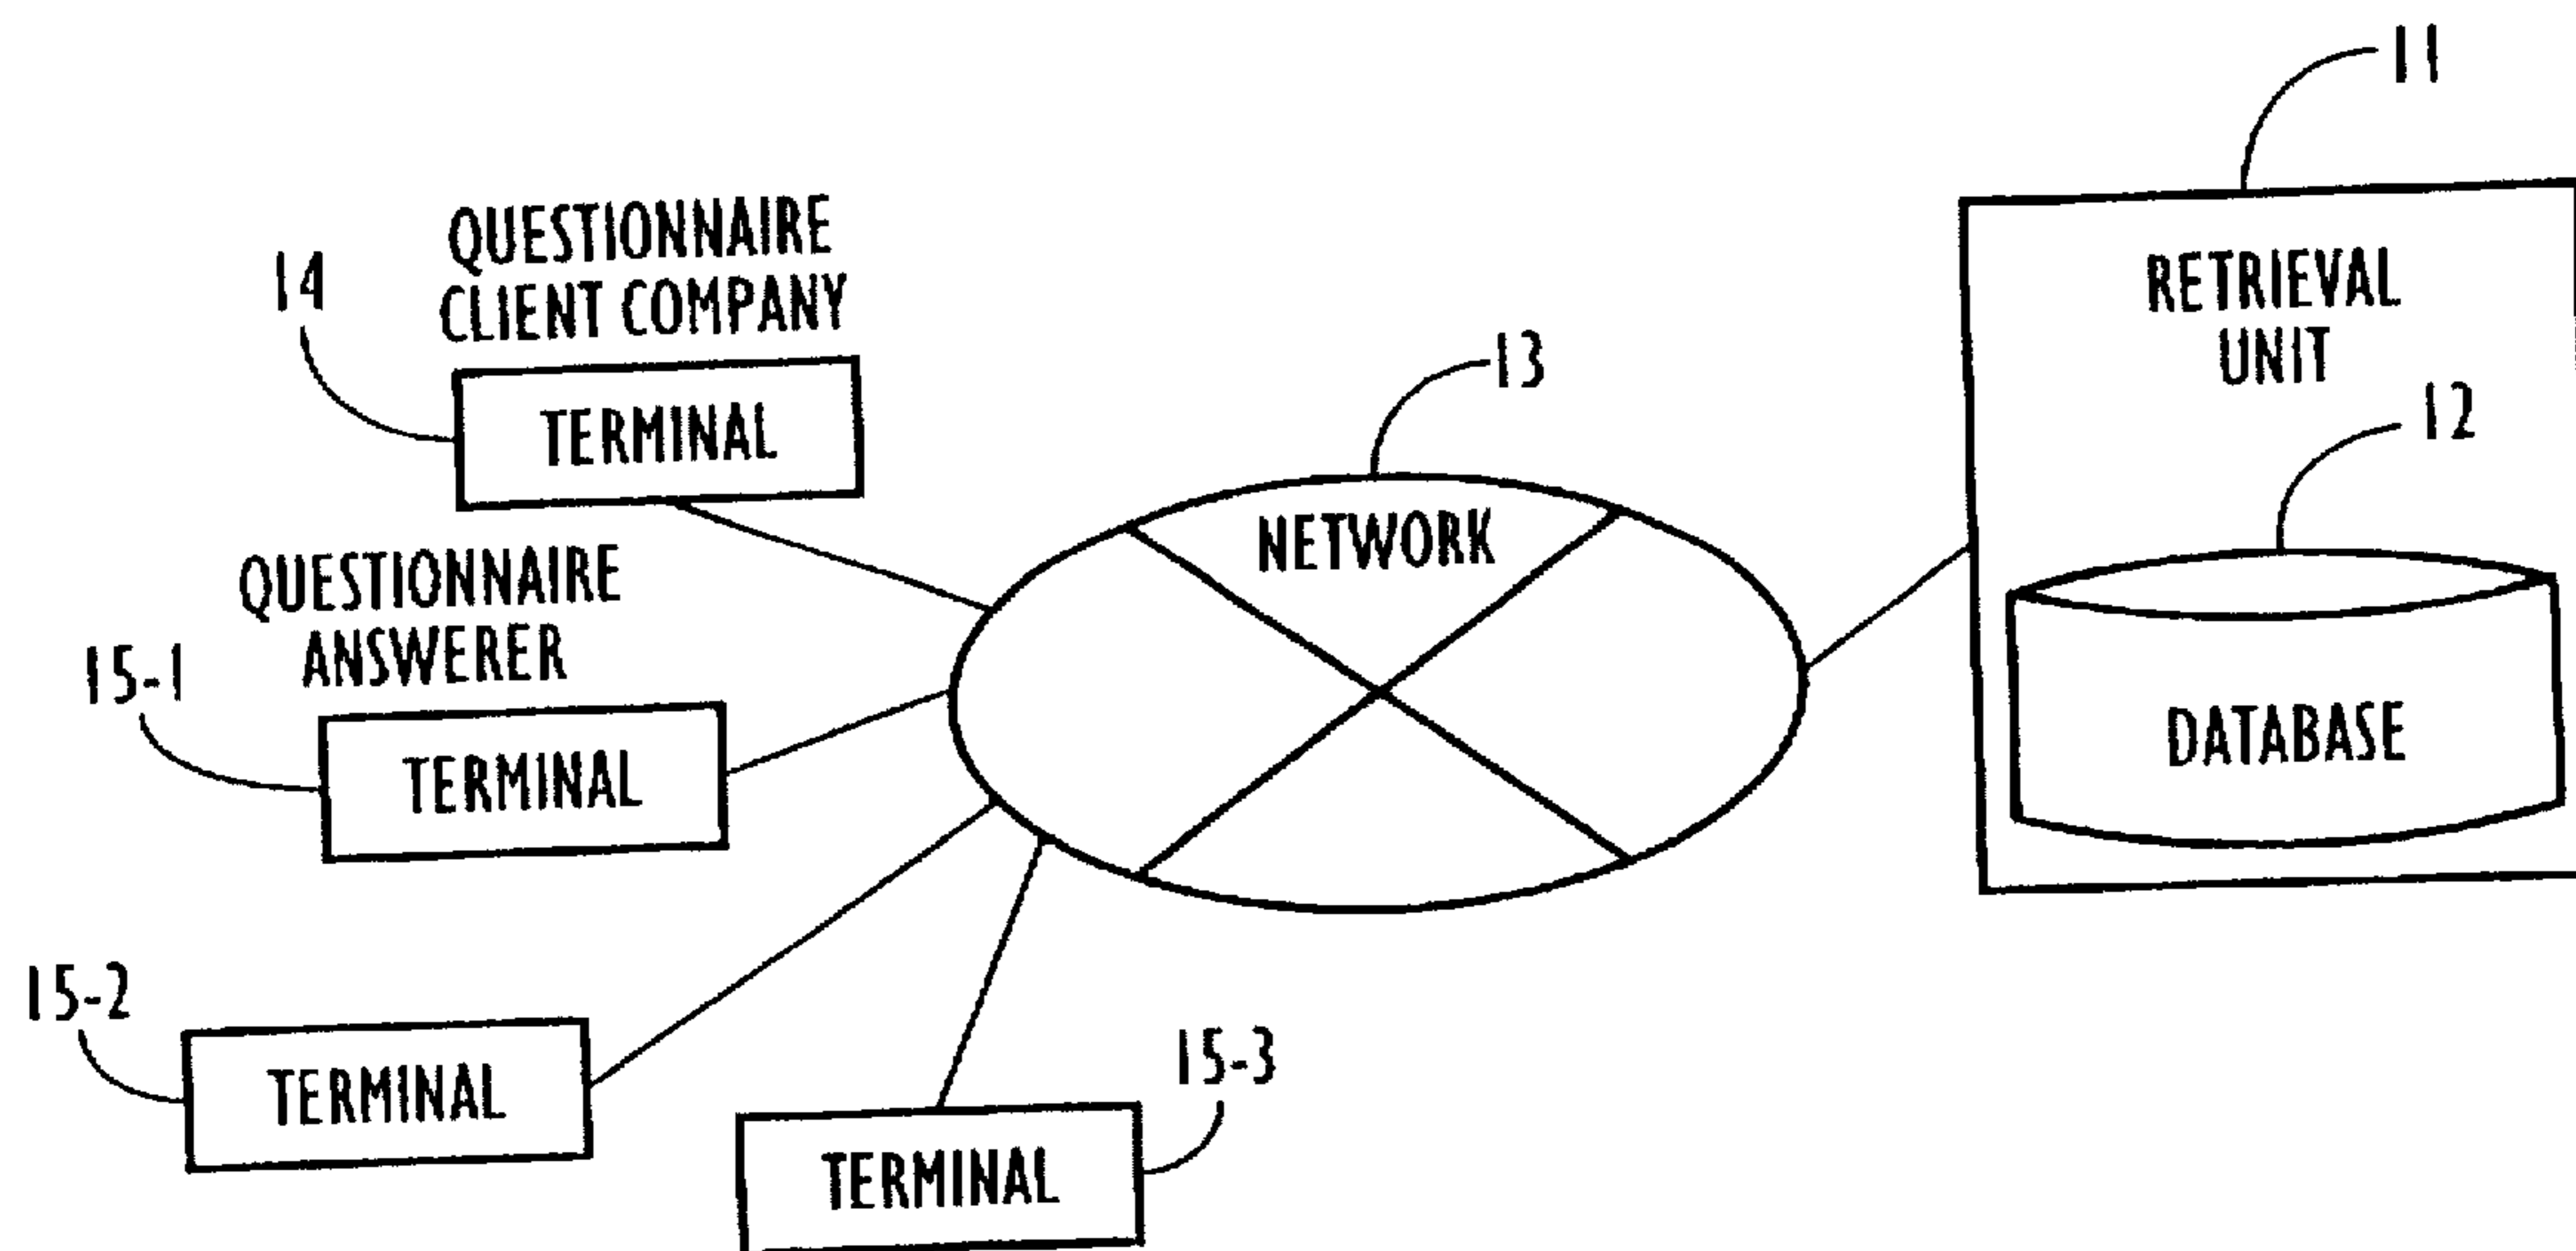 11
RETRIEVAL
UNIT
12
DATABASE
13
NETWORK
14
QUESTIONNAIRE
CLIENT COMPANY
TERMINAL
QUESTIONNAIRE
ANSWERER
15-1
TERMINAL
15-2
TERMINAL
15-3
TERMINAL